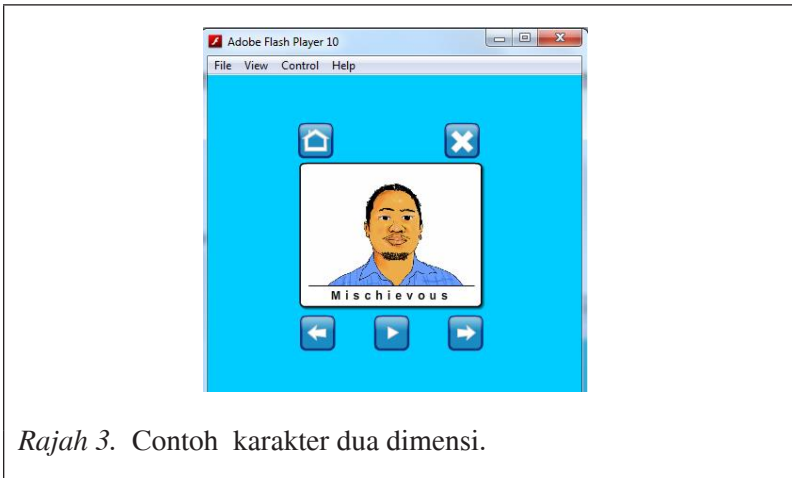 Adobe Flash Player 10
File View Control Help
Mischievous
Rajah 3. Contoh karakter dua dimensi.